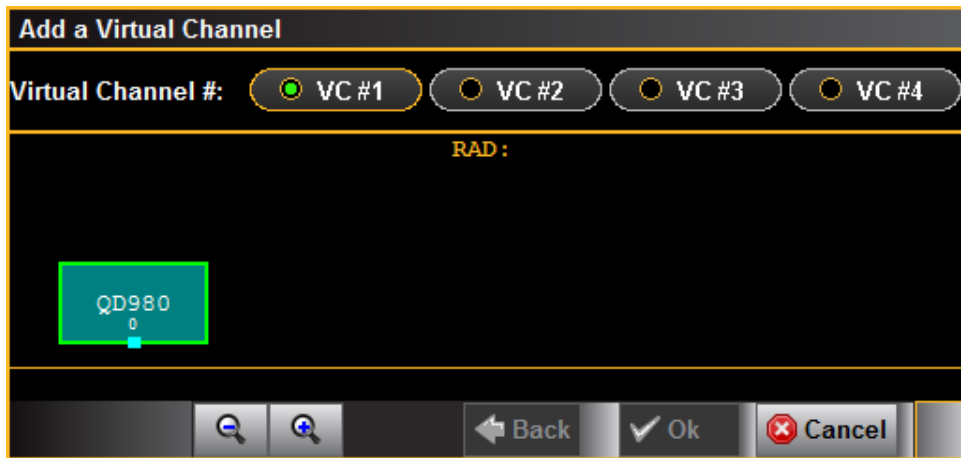 Add a Virtual Channel
Virtual Channel #: VC #1 VC #2 VC #3 VC #4
RAD:
QD980
0
Back Ok Cancel